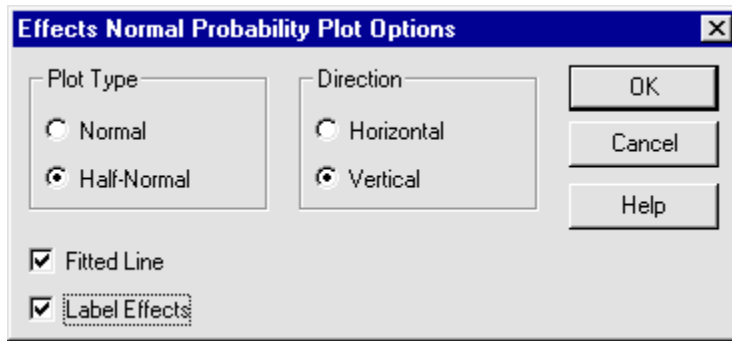 Effects Normal Probability Plot Options
Plot Type
Normal
Half-Normal
Direction
Horizontal
Vertical
OK
Cancel
Help
Fitted Line
Label Effects